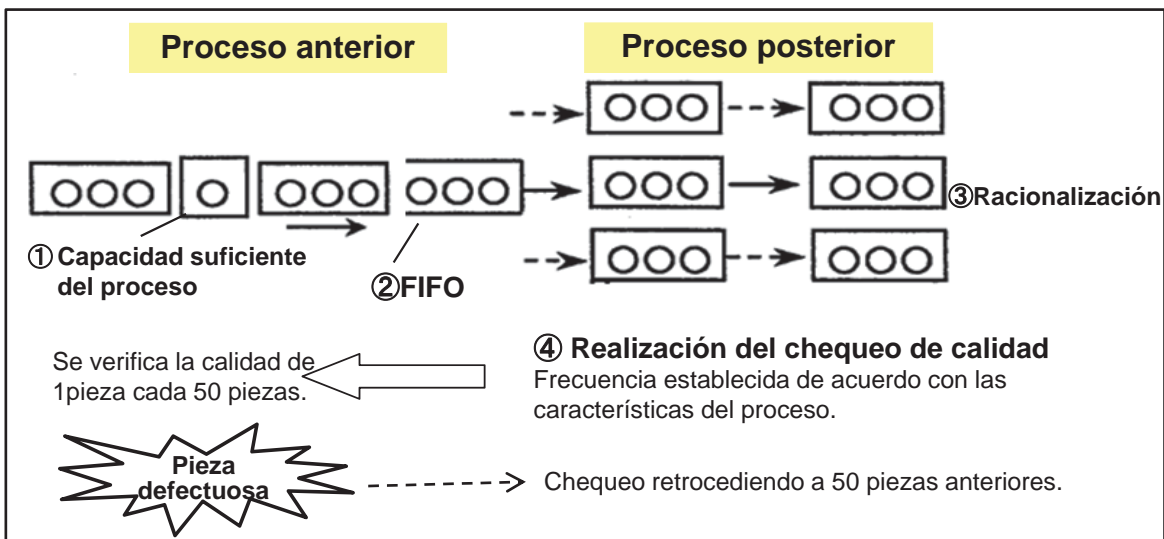 Proceso anterior
Proceso posterior
① Capacidad suficiente
del proceso
②FIFO
③Racionalización
Se verifica la calidad de
1pieza cada 50 piezas.
④ Realización del chequeo de calidad
Frecuencia establecida de acuerdo con las
características del proceso.
Pieza
defectuosa
Chequeo retrocediendo a 50 piezas anteriores.